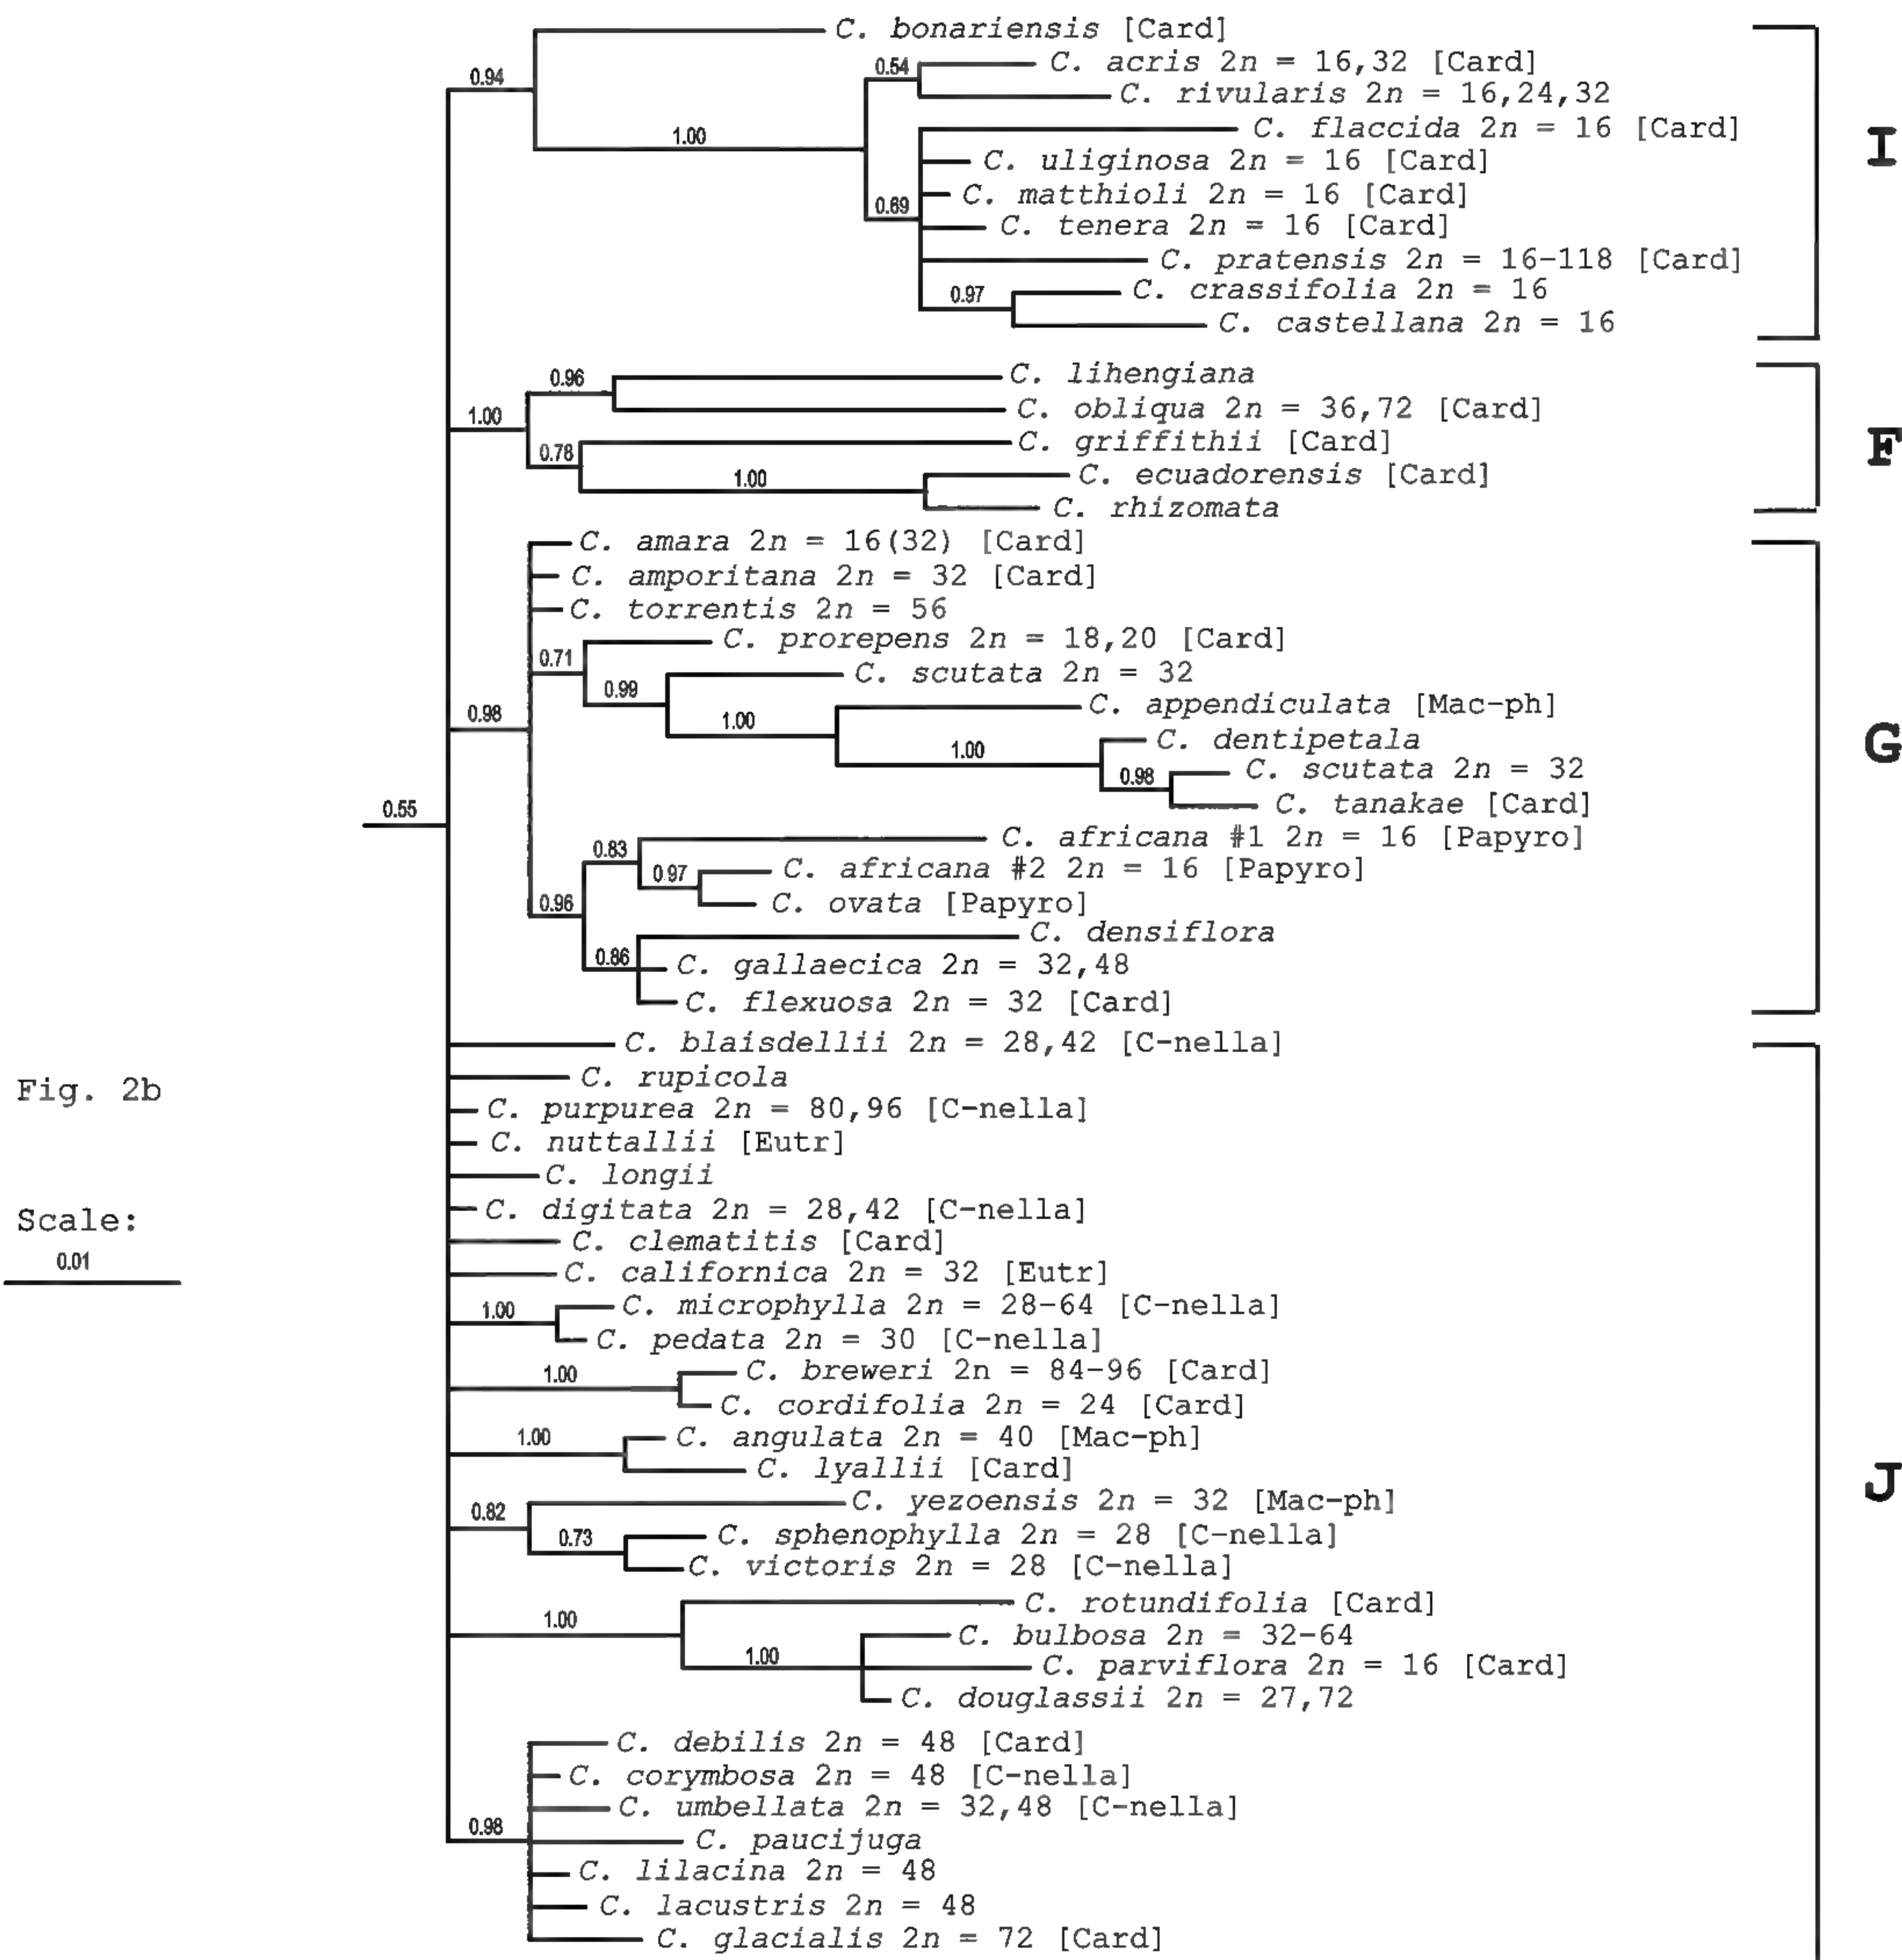 C. bonariensis [Card]
0.94
0.54
C. acris 2n = 16,32 [Card]
C. rivularis 2n = 16,24,32
1.00
C. flaccida 2n = 16 [Card]
I
C. uliginosa 2n = 16 [Card]
C. matthioli 2n = 16 [Card]
0.69
C. tenera 2n = 16 [Card]
C. pratensis 2n = 16-118 [Card]
0.97
C. crassifolia 2n = 16
C. castellana 2n = 16
0.96
C. lihengiana
1.00
C. obliqua 2n = 36,72 [Card]
0.78
C. griffithii [Card]
F
1.00
C. ecuadorensis [Card]
C. rhizomata
C. amara 2n = 16(32) [Card]
C. amporitana 2n = 32 [Card]
C. torrentis 2n = 56
C. prorepens 2n = 18,20 [Card]
0.71
0.99
C. scutata 2n = 32
0.98
1.00
C. appendiculata [Mac-ph]
G
1.00
C. dentipetala
0.98
C. scutata 2n = 32
C. tanakae [Card]
0.55
0.83
C. africana #1 2n = 16 [Papyro]
0.97
C. africana #2 2n = 16 [Papyro]
0.96
C. ovata [Papyro]
C. densiflora
0.86
C. gallaecica 2n = 32,48
C. flexuosa 2n = 32 [Card]
C. blaisdellii 2n = 28,42 [C-nella]
C. rupicola
Fig. 2b
C. purpurea 2n = 80,96 [C-nella]
C. nuttallii [Eutr]
C. longii
Scale:
C. digitata 2n = 28,42 [C-nella]
C. clematitis [Card]
0.01
C. californica 2n = 32 [Eutr]
1.00
C. microphylla 2n = 28-64 [C-nella]
C. pedata 2n = 30 [C-nella]
1.00
C. breweri 2n = 84-96 [Card]
C. cordifolia 2n = 24 [Card]
1.00
C. angulata 2n = 40 [Mac-ph]
C. lyallii [Card]
J
0.82
C. yezoensis 2n = 32 [Mac-ph]
0.73
C. sphenophylla 2n = 28 [C-nella]
C. victoris 2n = 28 [C-nella]
1.00
C. rotundifolia [Card]
C. bulbosa 2n = 32-64
1.00
C. parviflora 2n = 16 [Card]
C. douglassii 2n = 27,72
C. debilis 2n = 48 [Card]
C. corymbosa 2n = 48 [C-nella]
C. umbellata 2n = 32,48 [C-nella]
0.98
C. paucijuga
C. lilacina 2n = 48
C. lacustris 2n = 48
C. glacialis 2n = 72 [Card]